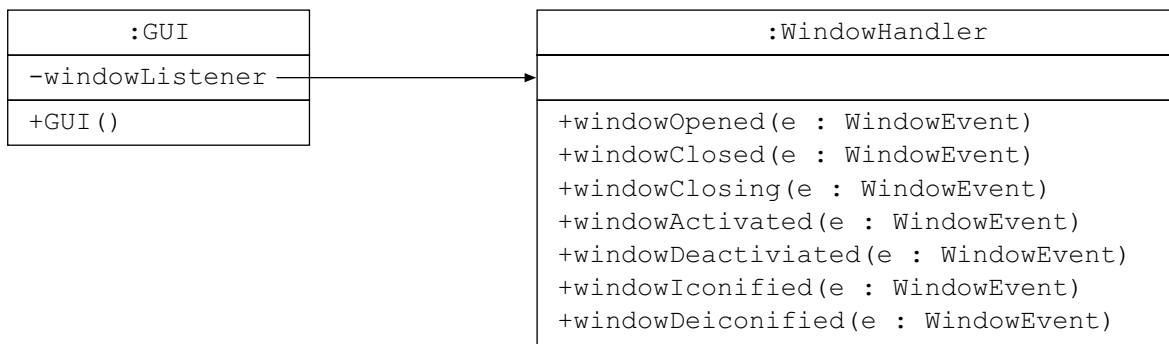 :GUI
-windowListener
+GUI()
:WindowHandler
+windowOpened(e : WindowEvent)
+windowClosed(e : WindowEvent)
+windowClosing(e : WindowEvent)
+windowActivated(e : WindowEvent)
+windowDeactiviated(e : WindowEvent)
+windowIconified(e : WindowEvent)
+windowDeiconified(e : WindowEvent)